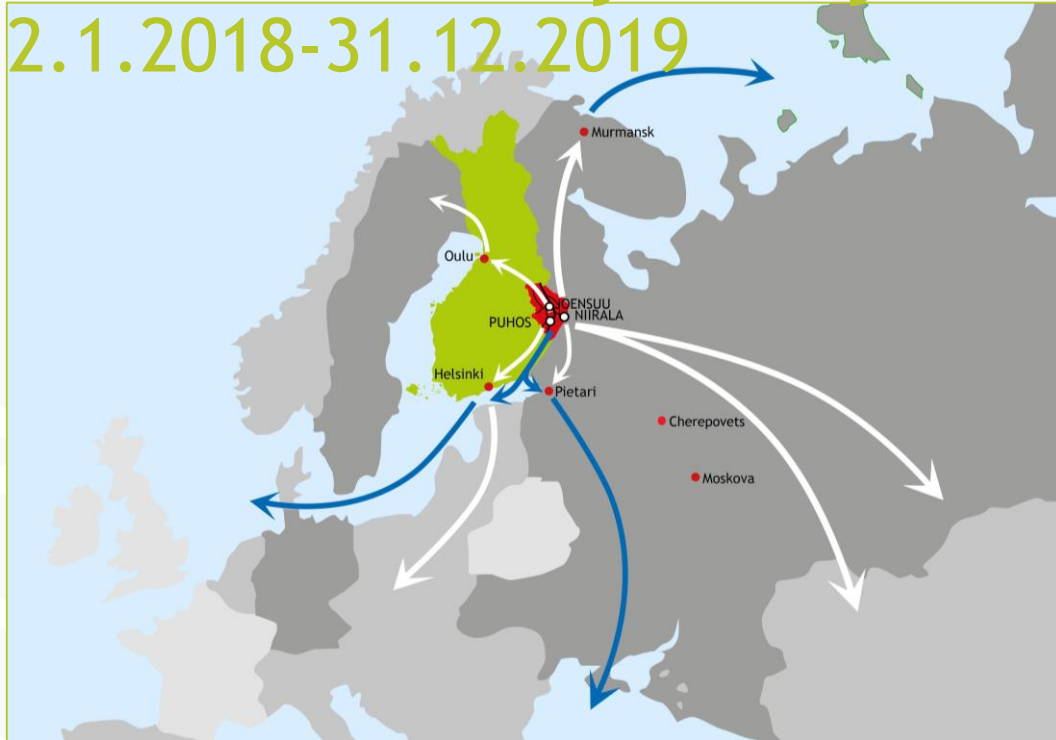 2.1.2018-31.12.2019
Murmansk
Oulu
JOENSUU
NIIRALA
PUHOS
Helsinki
Pietari
Cherepovets
Moskova